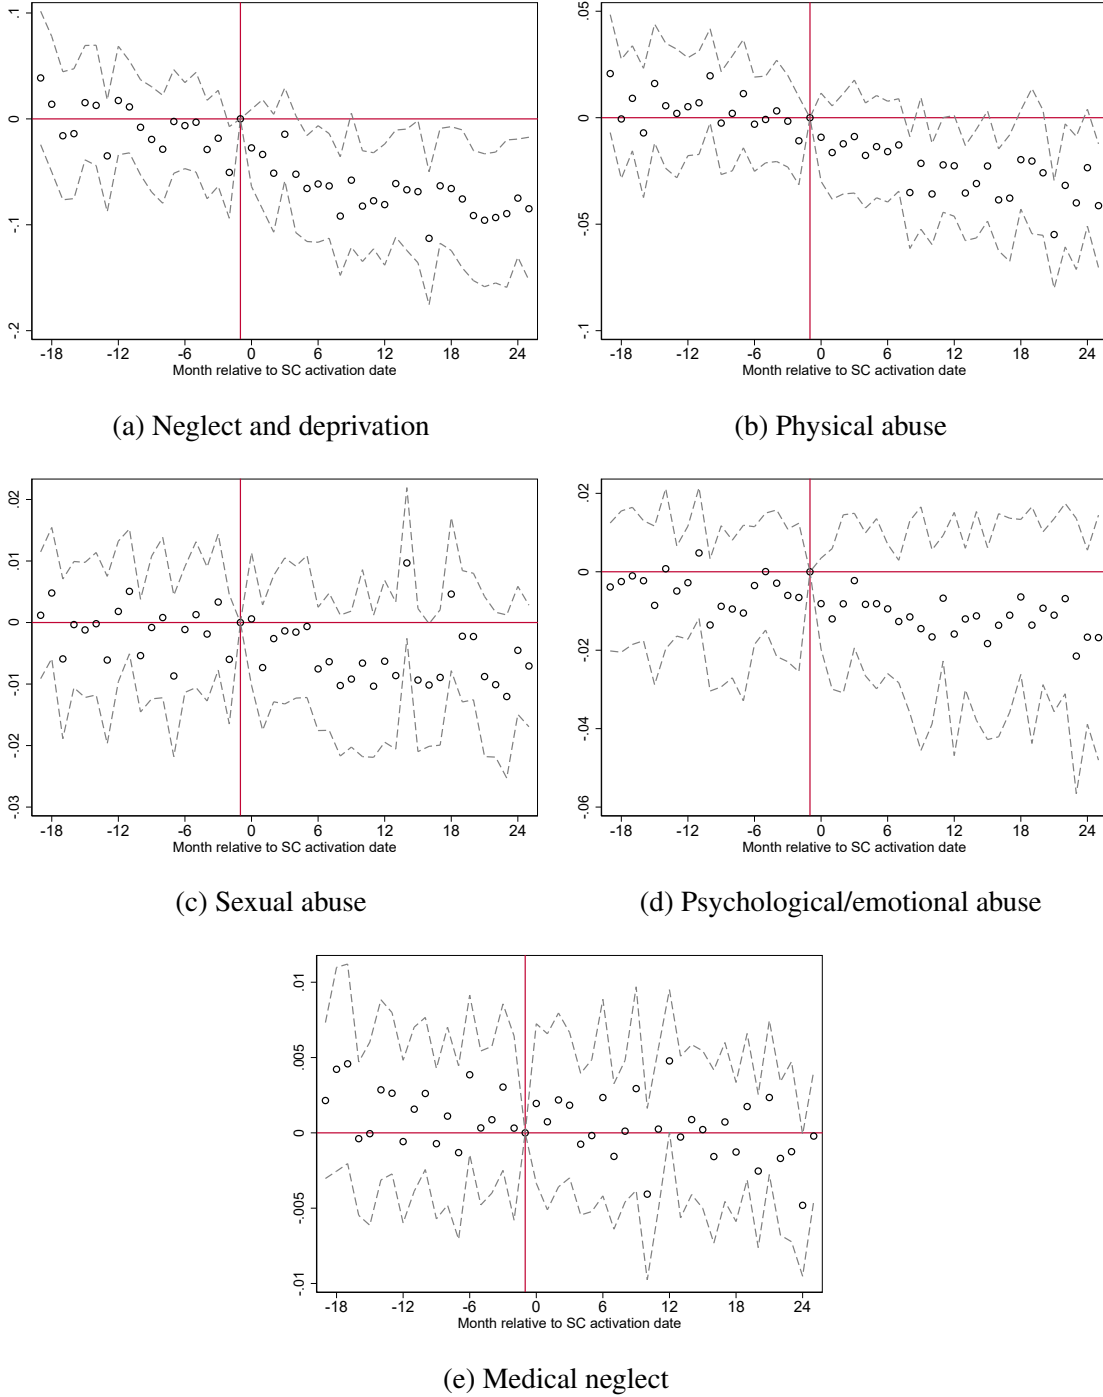 .1
0
-.1
-.2
-18 -12 -6 0 6 12 18 24
Month relative to SC activation date
(a) Neglect and deprivation
.05
0
-.05
-.1
-18 -12 -6 0 6 12 18 24
Month relative to SC activation date
(b) Physical abuse
.02
.01
0
-.01
-.02
-.03
-18 -12 -6 0 6 12 18 24
Month relative to SC activation date
(c) Sexual abuse
.02
0
-.02
-.04
-.06
-18 -12 -6 0 6 12 18 24
Month relative to SC activation date
(d) Psychological/emotional abuse
.01
.005
0
-.005
-.01
-18 -12 -6 0 6 12 18 24
Month relative to SC activation date
(e) Medical neglect